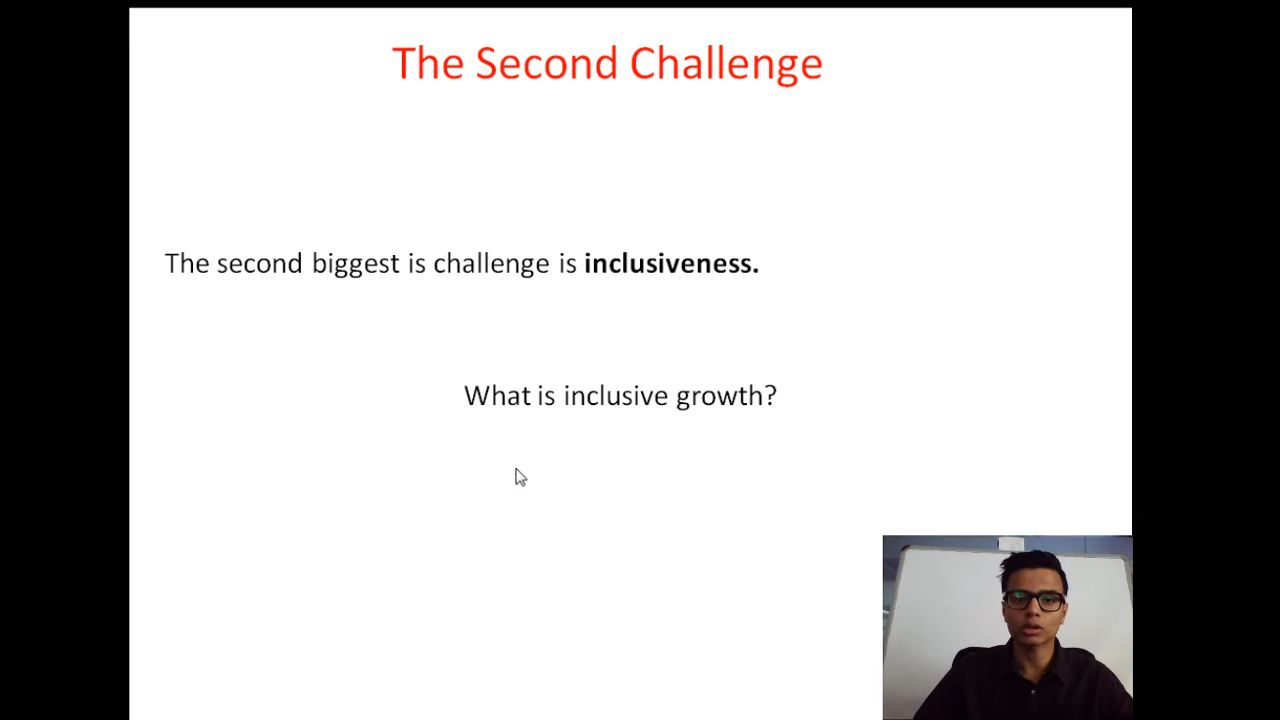 The Second Challenge
The second biggest is challenge is inclusiveness.
What is inclusive growth?